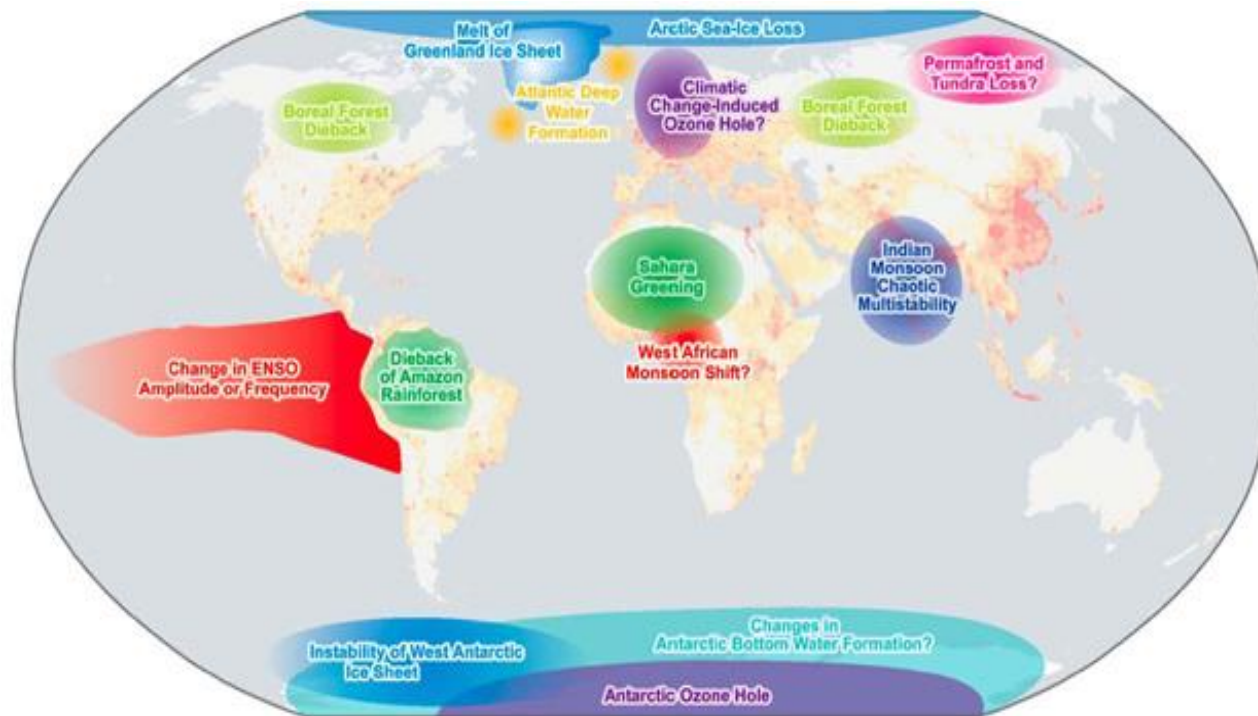 Melt of
Greenland Ice Sheet
Arctic Sea-Ice Loss
Permafrost and
Tundra Loss?
Boreal Forest
Dieback
Atlantic Deep
Water
Formation
Climatic
Change-Induced
Ozone Hole?
Boreal Forest
Dieback
Sahara
Greening
Indian
Monsoon
Chaotic
Multistability
West African
Monsoon Shift?
Change in ENSO
Amplitude or Frequency
Dieback
of Amazon
Rainforest
Instability of West Antarctic
Ice Sheet
Changes in
Antarctic Bottom Water Formation?
Antarctic Ozone Hole